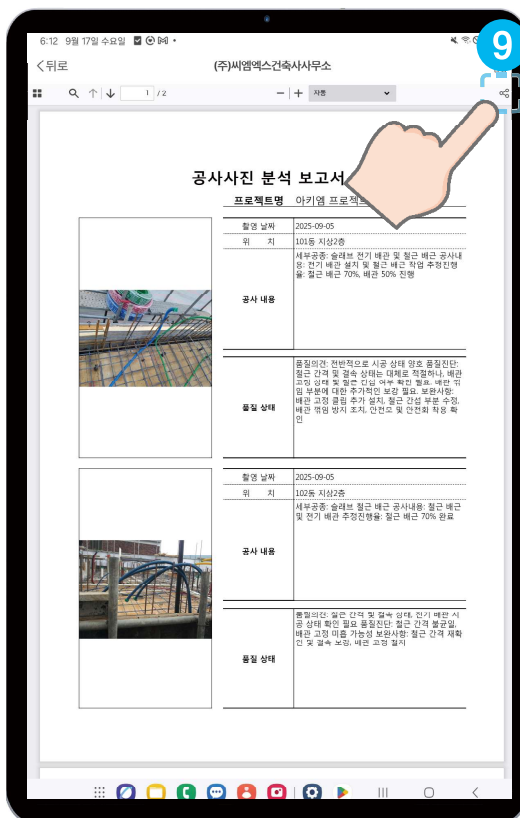 6:12 9월 17일 수요일
9
뒤로
(주)씨엠엑스건축사사무소
1 / 2
자동
공사사진 분석 보고서
프로젝트명 아키엠 프로젝트
촬영 날짜 2025-09-05
위 치 101동 지상2층
공사 내용
세부공종: 슬래브 전기 배관 및 철근 배근 공사내
용: 전기 배관 설치 및 철근 배근 작업 추정진행
율: 철근 배근 70%, 배관 50% 진행
품질 상태
품질의견: 전반적으로 시공 상태 양호 품질진단:
철근 간격 및 결속 상태는 대체로 적절하나, 배관
고정 상태 및 철근 간섭 여부 확인 필요. 배관 꺾
임 부분에 대한 추가적인 보강 필요. 보완사항:
배관 고정 클립 추가 설치, 철근 간섭 부분 수정,
배관 꺾임 방지 조치, 안전모 및 안전화 착용 확
인
촬영 날짜 2025-09-05
위 치 102동 지상2층
공사 내용
세부공종: 슬래브 철근 배근 공사내용: 철근 배근
및 전기 배관 추정진행율: 철근 배근 70% 완료
품질 상태
품질의견: 철근 간격 및 결속 상태, 전기 배관 시
공 상태 확인 필요 품질진단: 철근 간격 불균일,
배관 고정 미흡 가능성 보완사항: 철근 간격 재확
인 및 결속 보강, 배관 고정 철저